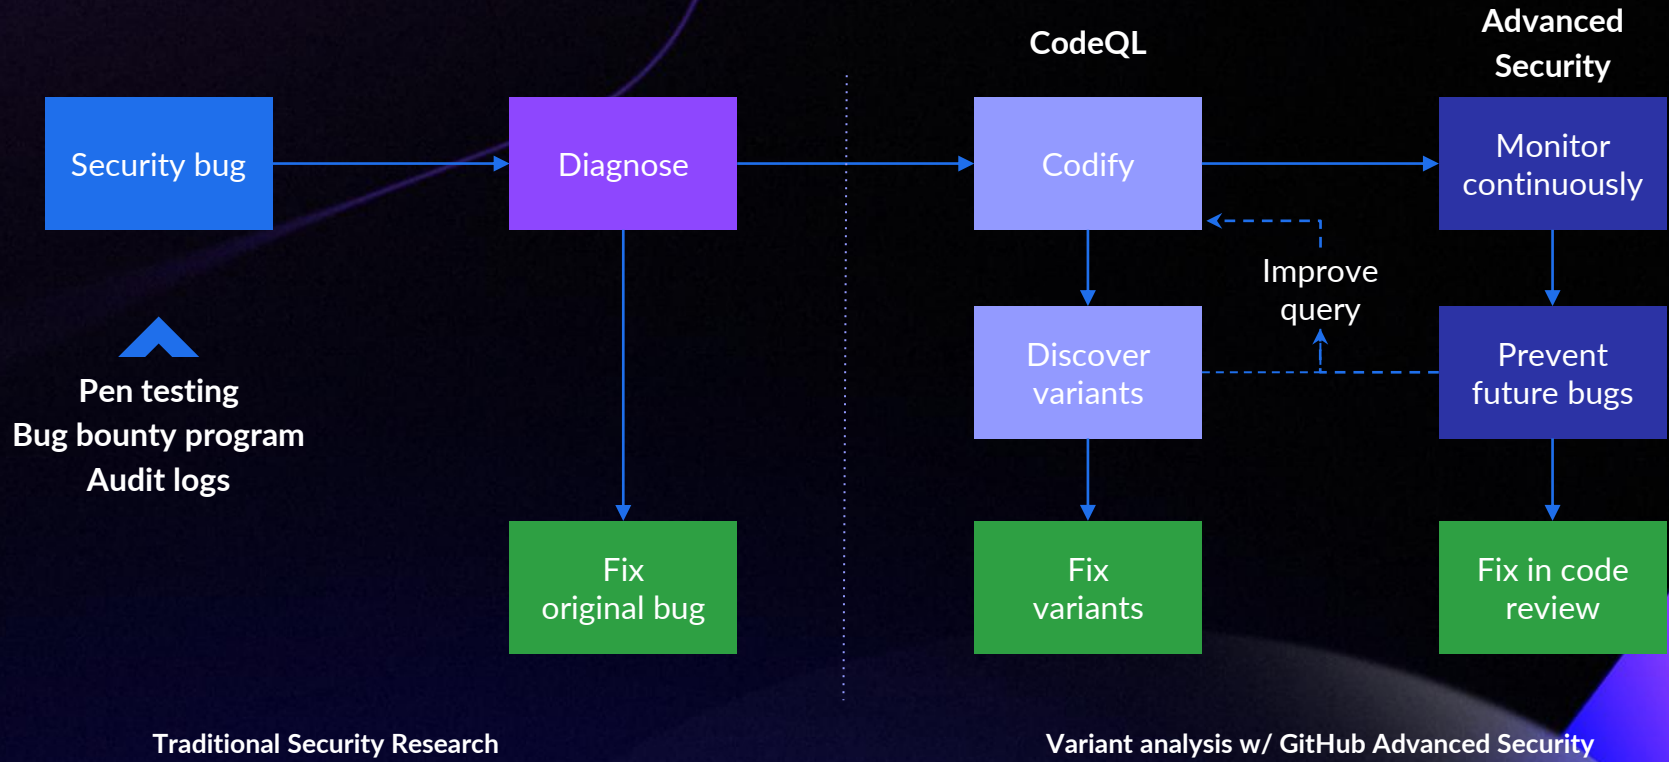 CodeQL
Advanced
Security
Security bug
Diagnose
Codify
Monitor
continuously
Improve
query
Discover
variants
Prevent
future bugs
Pen testing
Bug bounty program
Audit logs
Fix
original bug
Fix
variants
Fix in code
review
Traditional Security Research
Variant analysis w/ GitHub Advanced Security